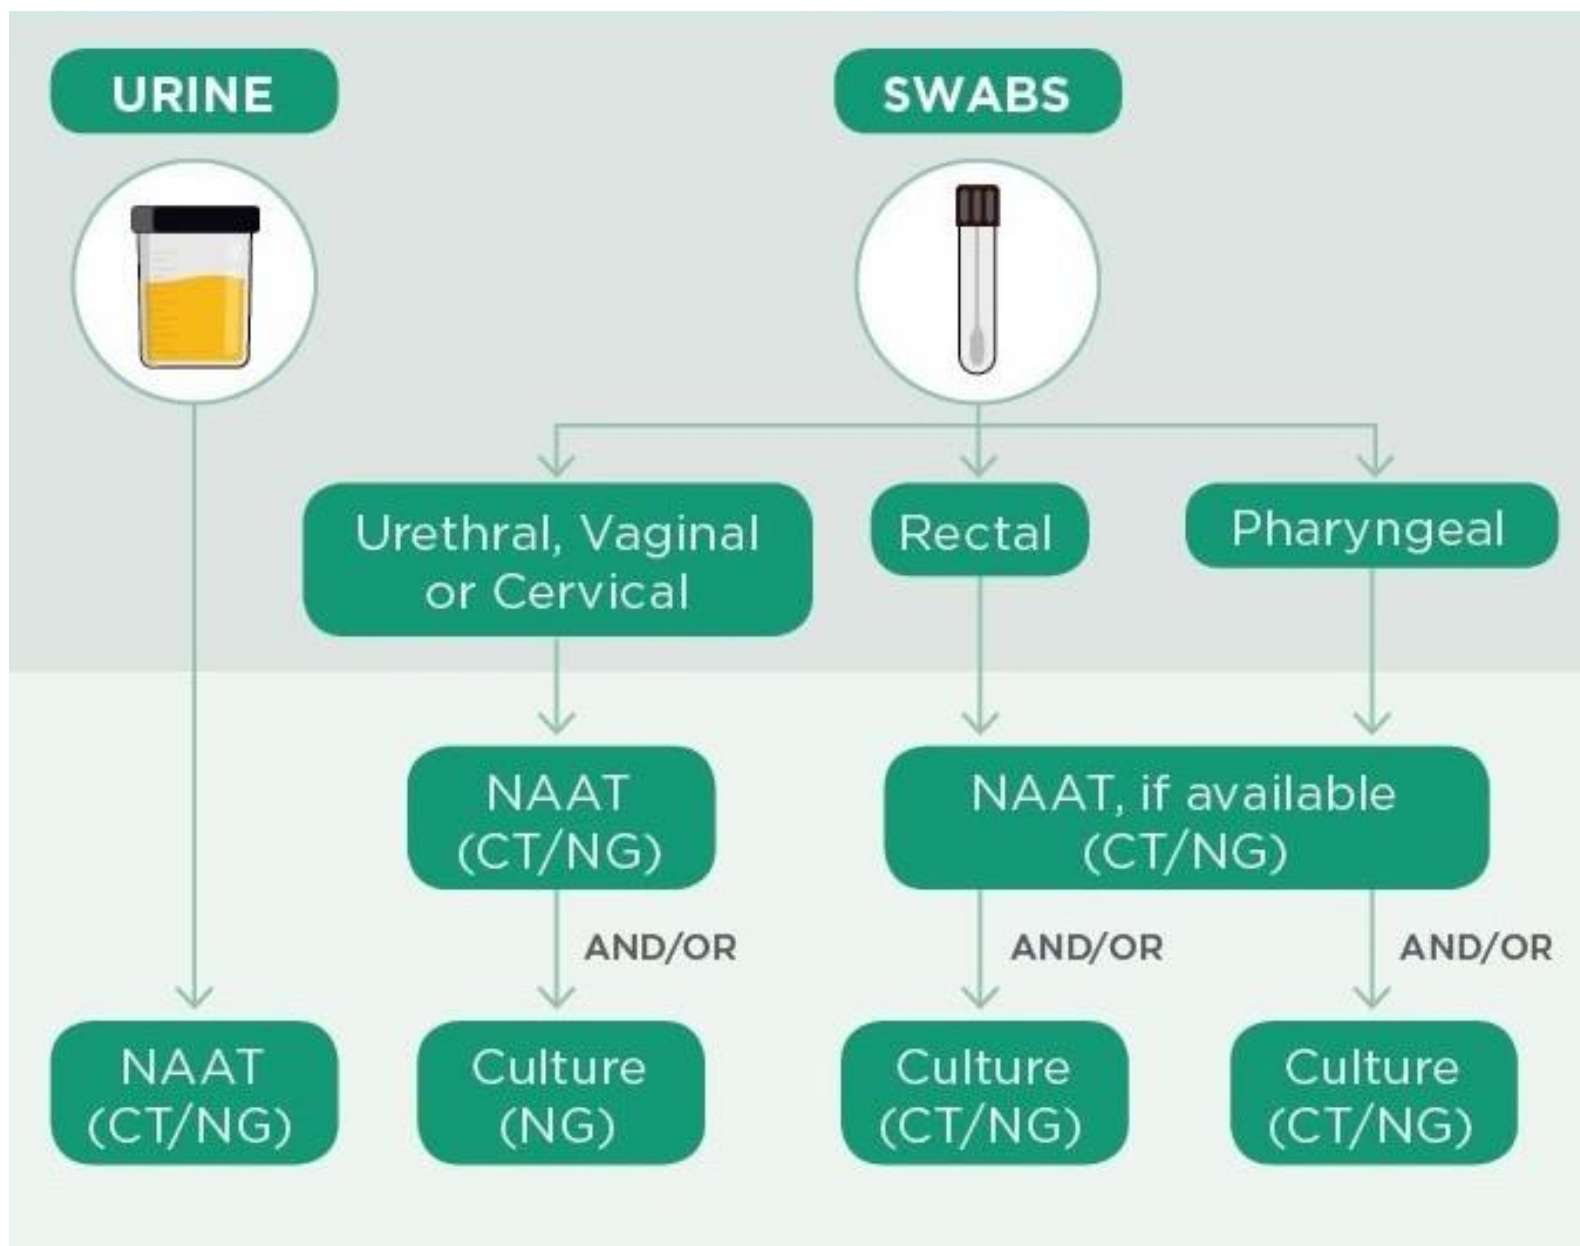 URINE
SWABS
Urethral, Vaginal
or Cervical
Rectal
Pharyngeal
NAAT
(CT/NG)
NAAT, if available
(CT/NG)
AND/OR
AND/OR
AND/OR
NAAT
(CT/NG)
Culture
(NG)
Culture
(CT/NG)
Culture
(CT/NG)